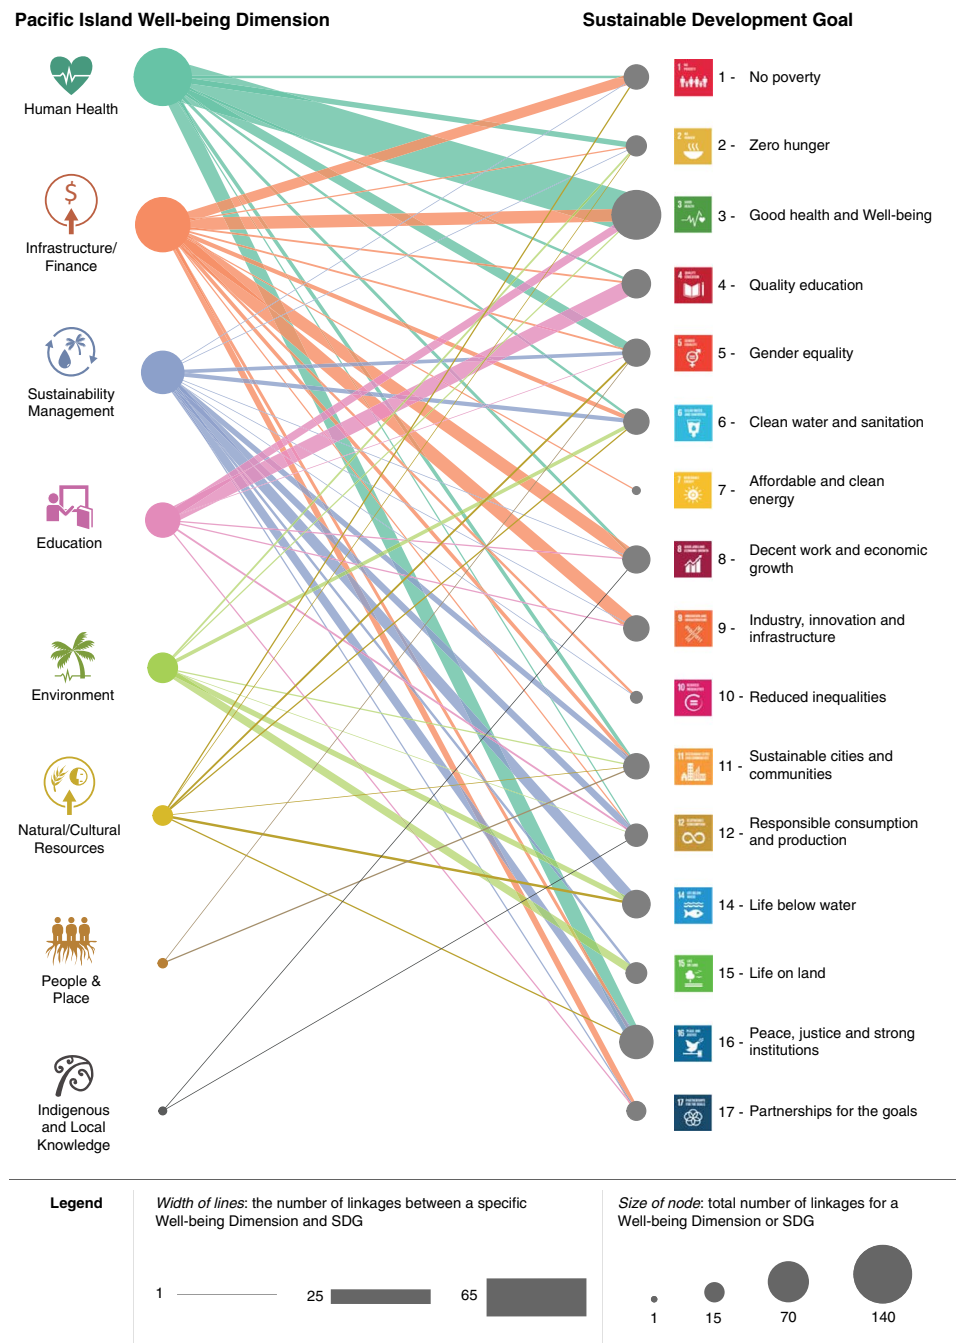 Pacific Island Well-being Dimension
Sustainable Development Goal
Human Health
$
Infrastructure/
Finance
Sustainability
Management
Education
Environment
Natural/Cultural
Resources
People &
Place
Indigenous
and Local
Knowledge
1 - No poverty
2 - Zero hunger
3 - Good health and Well-being
4 - Quality education
5 - Gender equality
6 - Clean water and sanitation
7 - Affordable and clean
energy
8 - Decent work and economic
growth
9 - Industry, innovation and
infrastructure
10 - Reduced inequalities
11 - Sustainable cities and
communities
12 - Responsible consumption
and production
14 - Life below water
15 - Life on land
16 - Peace, justice and strong
institutions
17 - Partnerships for the goals
Legend
Width of lines: the number of linkages between a specific
Well-being Dimension and SDG
1
25
65
Size of node: total number of linkages for a
Well-being Dimension or SDG
1
15
70
140